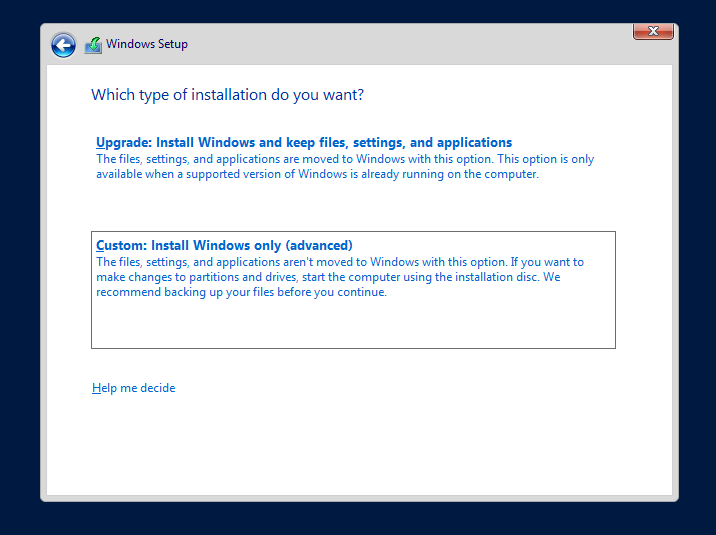 Windows Setup
Which type of installation do you want?
Upgrade: Install Windows and keep files, settings, and applications
The files, settings, and applications are moved to Windows with this option. This option is only
available when a supported version of Windows is already running on the computer.
Custom: Install Windows only (advanced)
The files, settings, and applications aren't moved to Windows with this option. If you want to
make changes to partitions and drives, start the computer using the installation disc. We
recommend backing up your files before you continue.
Help me decide